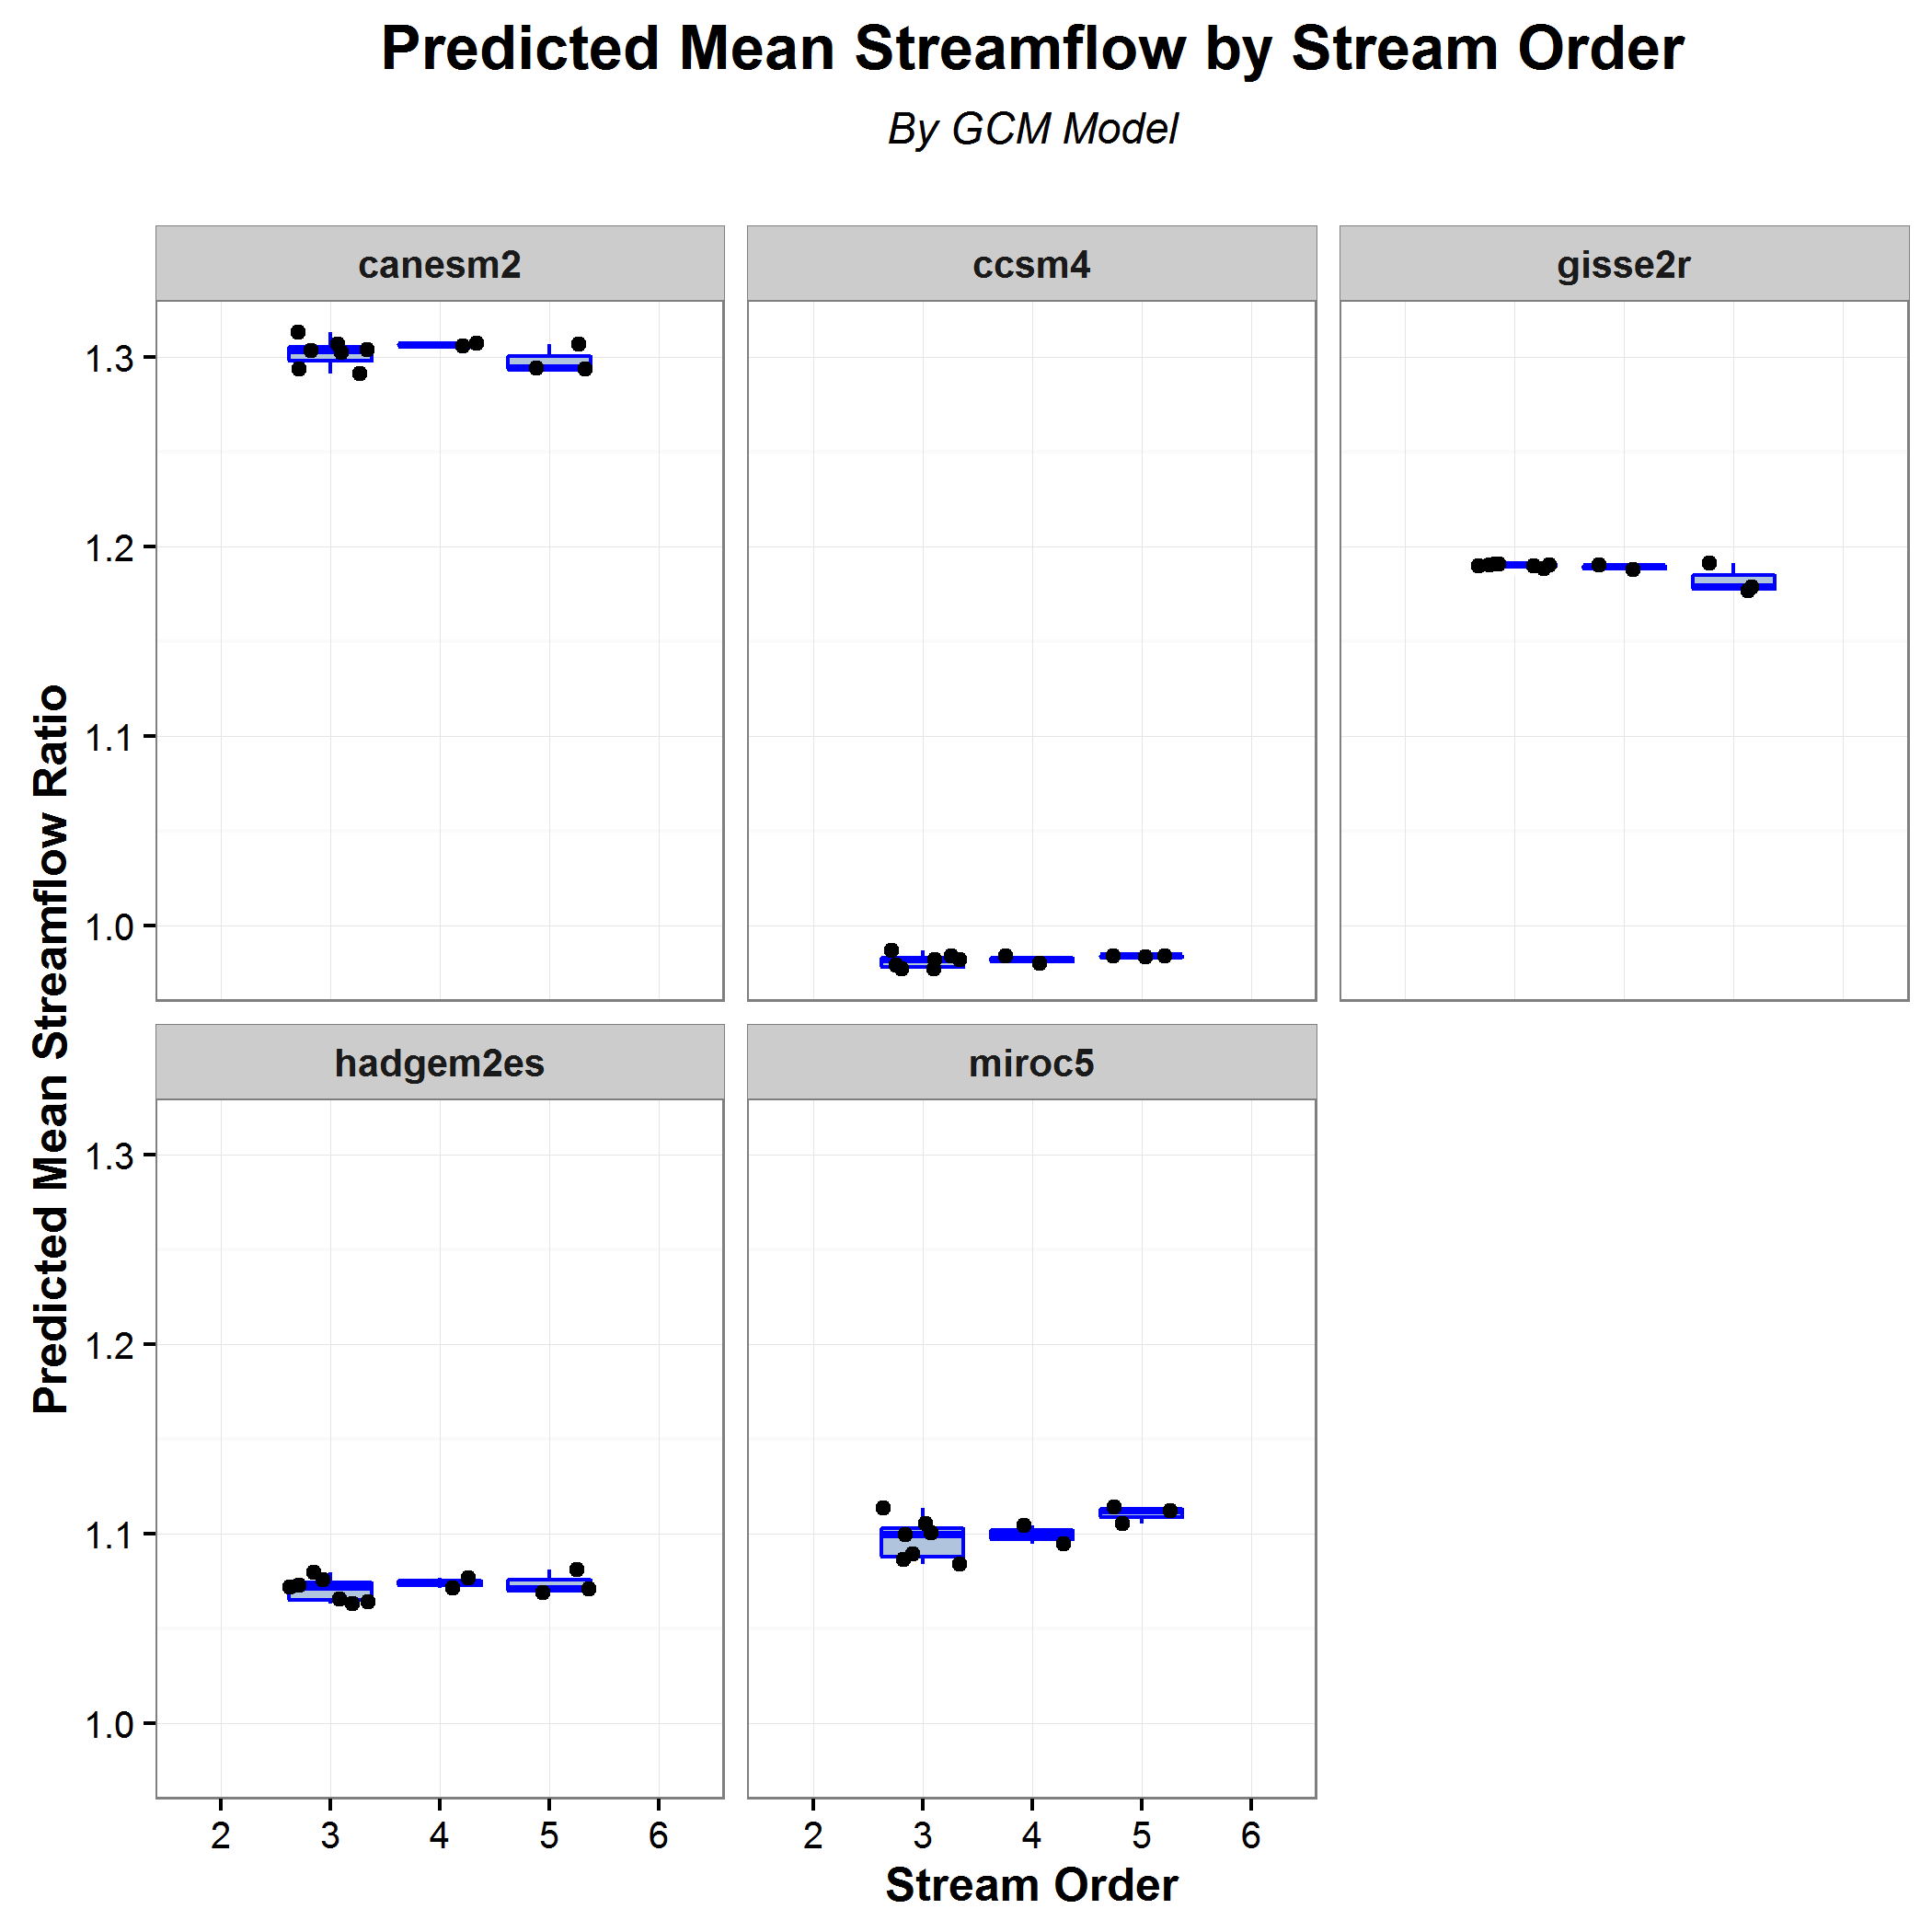 Predicted Mean Streamflow by Stream Order
By GCM Model
canesm2 ccsm4 gisse2r
1.3
1.2
1.1
1.0
Predicted Mean Streamflow Ratio
hadgem2es miroc5
1.3
1.2
1.1
1.0
2 3 4 5 6 2 3 4 5 6
Stream Order